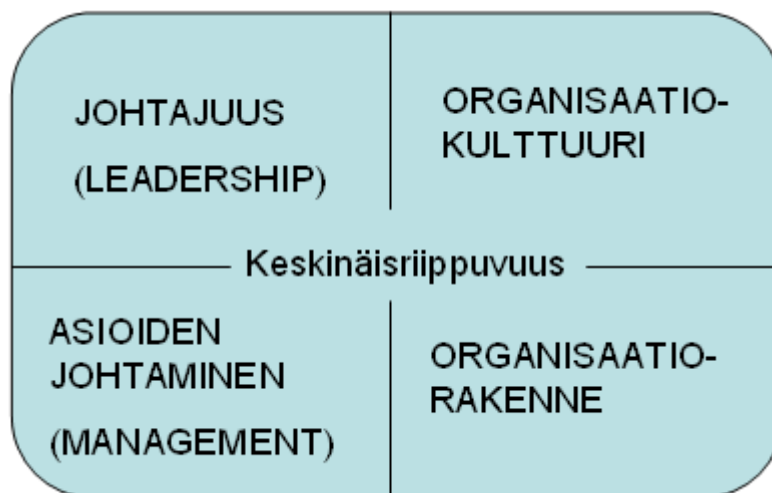 JOHTAJUUS
(LEADERSHIP)
ORGANISAATIO-
KULTTUURI
Keskinäisriippuvuus
ASIOIDEN
JOHTAMINEN
(MANAGEMENT)
ORGANISAATIO-
RAKENNE